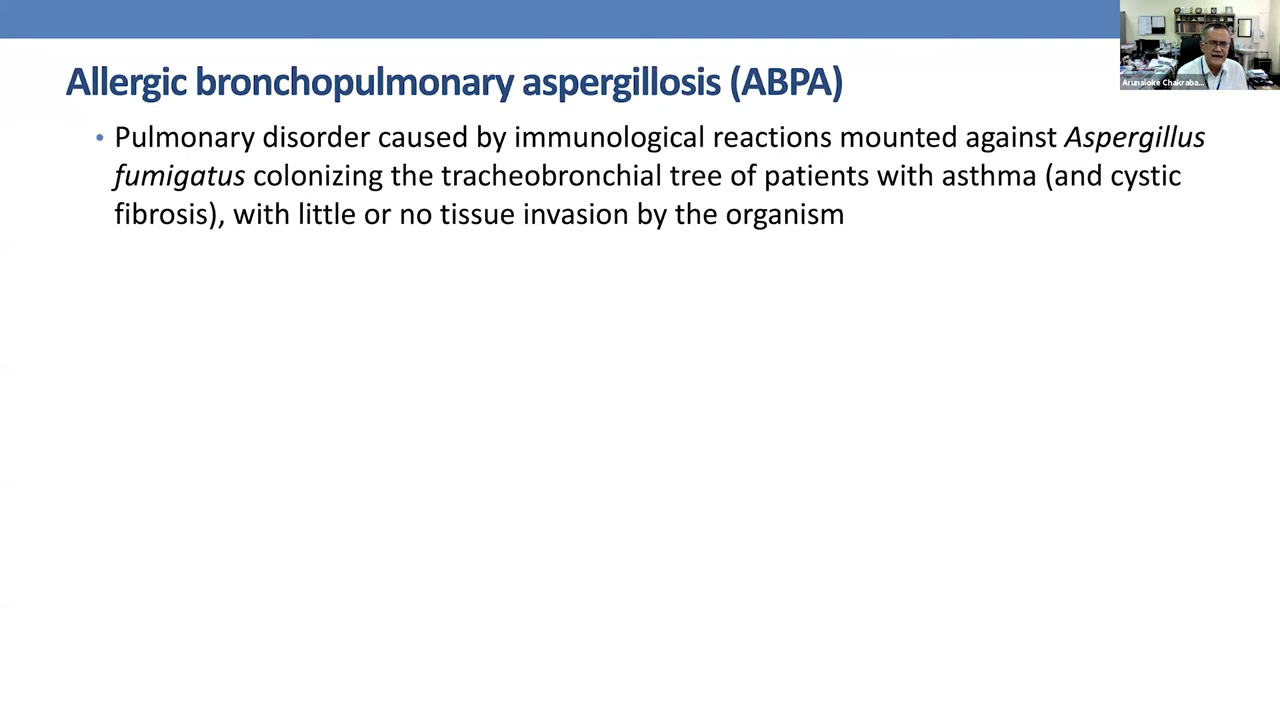 Allergic bronchopulmonary aspergillosis (ABPA)
• Pulmonary disorder caused by immunological reactions mounted against Aspergillus
fumigatus colonizing the tracheobronchial tree of patients with asthma (and cystic
fibrosis), with little or no tissue invasion by the organism
Arunaloke Chakraba...